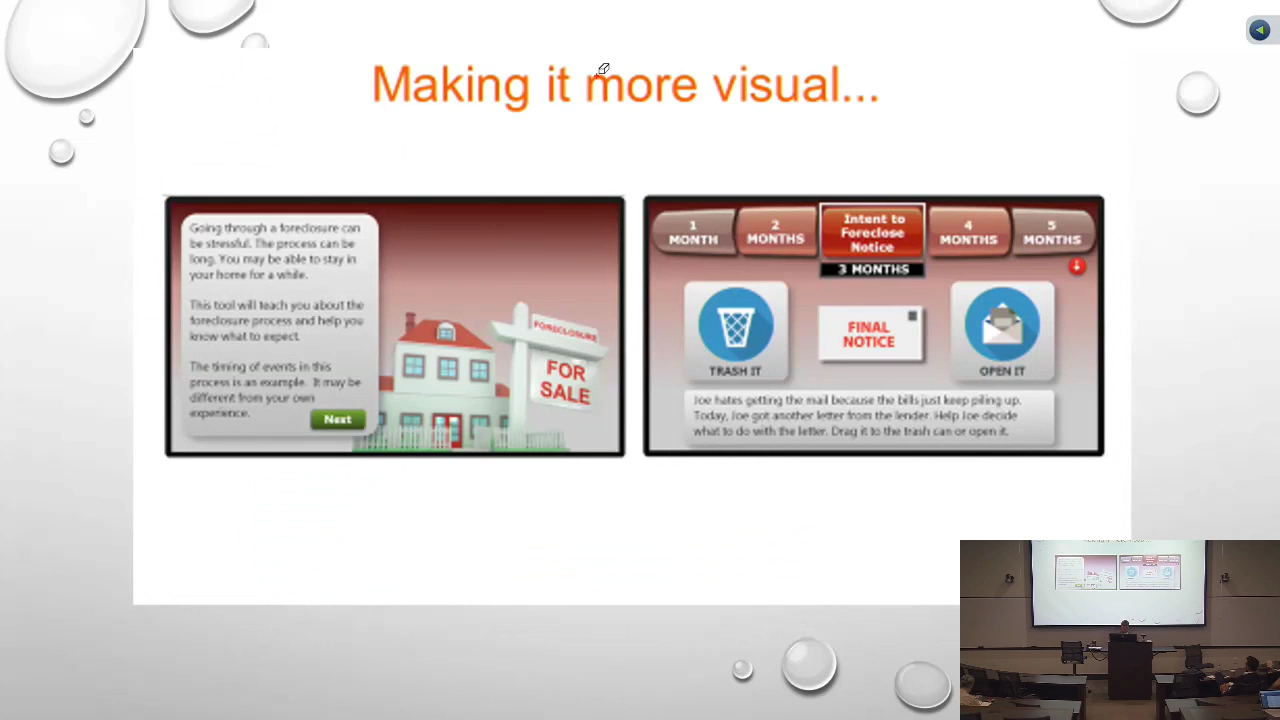 Making it more visual...
Going through a foreclosure can
be stressful. The process can be
long. You may be able to stay in
your home for a while.
This tool will teach you about the
foreclosure process and help you
know what to expect.
The timing of events in this
process is an example. It may be
different from your own
experience.
Next
FORECLOSURE
FOR
SALE
1
MONTH
2
MONTHS
Intent to
Foreclose
Notice
3 MONTHS
4
MONTHS
5
MONTHS
TRASH IT
FINAL
NOTICE
OPEN IT
Joe hates getting the mail because the bills just keep piling up.
Today, Joe got another letter from the lender. Help Joe decide
what to do with the letter. Drag it to the trash can or open it.